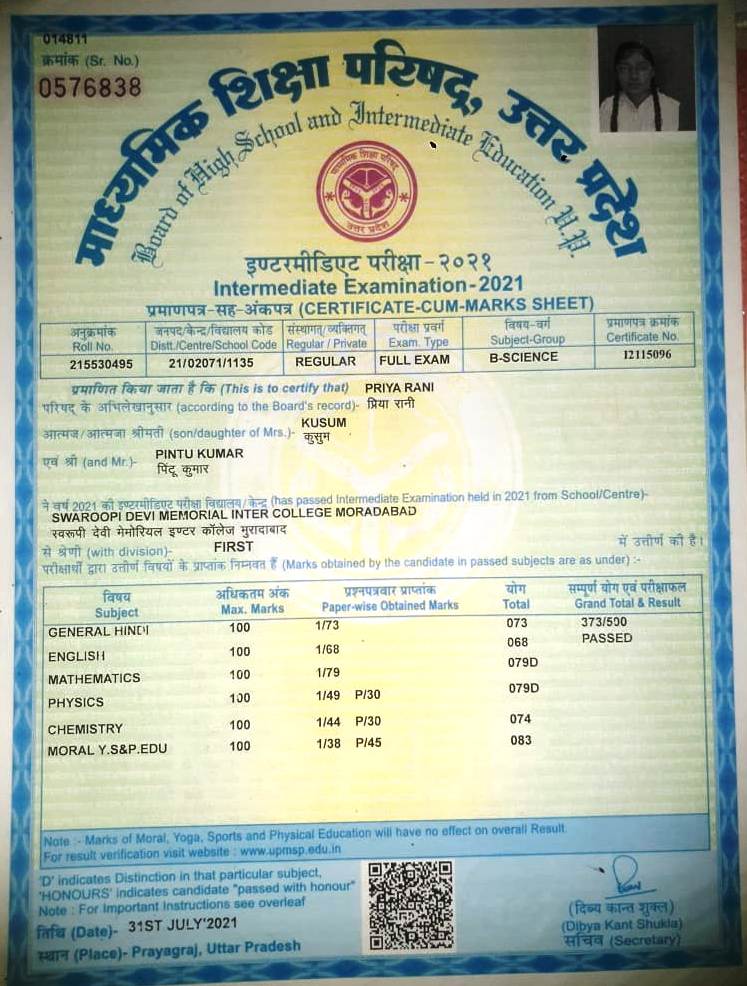 014811
क्रमांक (Sr. No.)
0576838
माध्यमिक शिक्षा परिषद्, उत्तर प्रदेश
Board of High School and Intermediate Education U.P.
माध्यमिक शिक्षा परिषद्
उत्तर प्रदेश
इण्टरमीडिएट परीक्षा-२०२१
Intermediate Examination-2021
प्रमाणपत्र-सह-अंकपत्र (CERTIFICATE-CUM-MARKS SHEET)
अनुक्रमांक जनपद/केन्द्र/विद्यालय कोड संस्थागत/व्यक्तिगत परीक्षा प्रवर्ग विषय-वर्ग प्रमाणपत्र क्रमांक
Roll No. Distt./Centre/School Code Regular / Private Exam. Type Subject-Group Certificate No.
215530495 21/02071/1135 REGULAR FULL EXAM B-SCIENCE 12115096
प्रमाणित किया जाता है कि (This is to certify that) PRIYA RANI
परिषद के अभिलेखानुसार (according to the Board's record)- प्रिया रानी
आत्मज/आत्मजा श्रीमती (son/daughter of Mrs.)- KUSUM
कुसुम
एवं श्री (and Mr.)- PINTU KUMAR
पिंटू कुमार
ने वर्ष 2021 की इण्टरमीडिएट परीक्षा विद्यालय/केन्द्र (has passed Intermediate Examination held in 2021 from School/Centre)-
SWAROOPI DEVI MEMORIAL INTER COLLEGE MORADABAD
स्वरुपी देवी मेमोरियल इण्टर कॉलेज मुरादाबाद
से श्रेणी (with division)- FIRST में उत्तीर्ण की है।
परीक्षार्थी द्वारा उत्तीर्ण विषयों के प्राप्तांक निम्नवत हैं (Marks obtained by the candidate in passed subjects are as under) :-
विषय अधिकतम अंक प्रश्नपत्रवार प्राप्तांक योग सम्पूर्ण योग एवं परीक्षाफल
Subject Max. Marks Paper-wise Obtained Marks Total Grand Total & Result
GENERAL HINDI 100 1/73 073 373/500
ENGLISH 100 1/68 068 PASSED
MATHEMATICS 100 1/79 079D
PHYSICS 100 1/49 P/30 079D
CHEMISTRY 100 1/44 P/30 074
MORAL Y.S&P.EDU 100 1/38 P/45 083
Note :- Marks of Moral, Yoga, Sports and Physical Education will have no effect on overall Result.
For result verification visit website : www.upmsp.edu.in
'D' indicates Distinction in that particular subject,
'HONOURS' indicates candidate "passed with honour"
Note : For Important Instructions see overleaf
तिथि (Date)- 31ST JULY'2021
स्थान (Place)- Prayagraj, Uttar Pradesh
(दिब्य कान्त शुक्ल)
(Dibya Kant Shukla)
सचिव (Secretary)